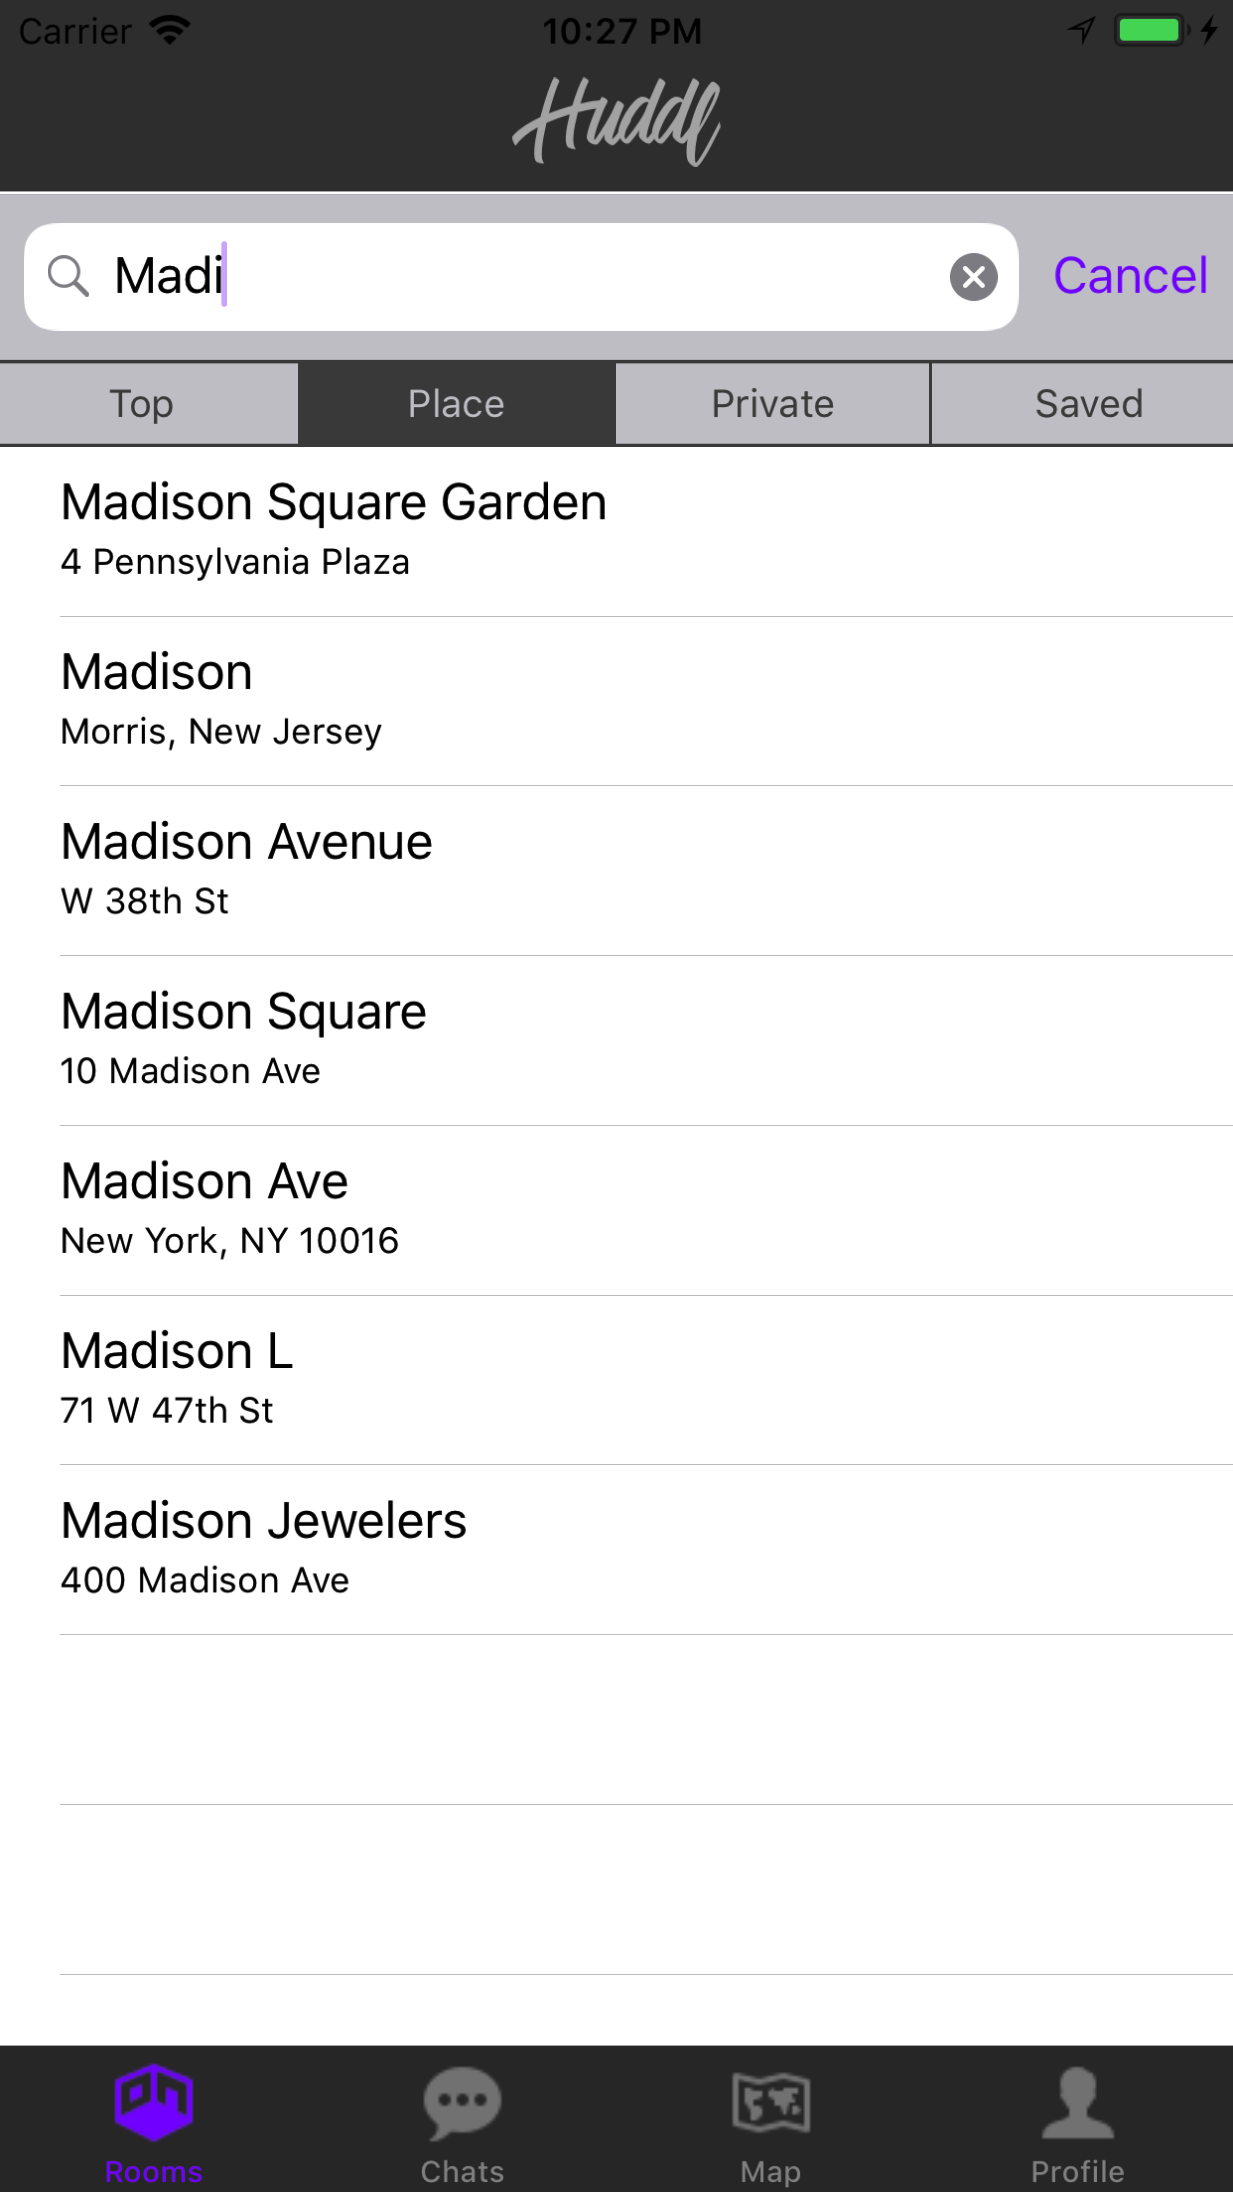 Carrier 10:27 PM
Huddl
Madi Cancel
Top Place Private Saved
Madison Square Garden
4 Pennsylvania Plaza
Madison
Morris, New Jersey
Madison Avenue
W 38th St
Madison Square
10 Madison Ave
Madison Ave
New York, NY 10016
Madison L
71 W 47th St
Madison Jewelers
400 Madison Ave
Rooms Chats Map Profile